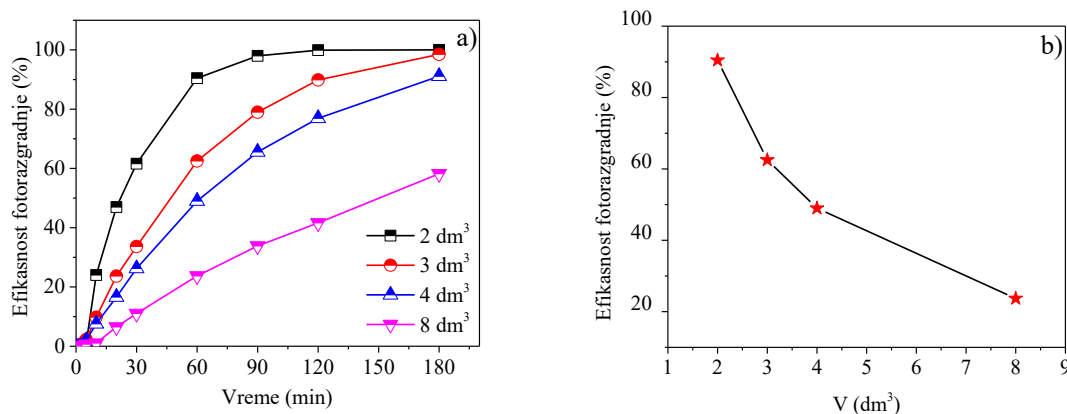 a)
Efikasnost fotorazgradnje (%)
100
80
60
40
20
0
2 dm³
3 dm³
4 dm³
8 dm³
0 30 60 90 120 150 180
Vreme (min)
b)
Efikasnost fotorazgradnje (%)
100
80
60
40
20
1 2 3 4 5 6 7 8 9
V (dm³)